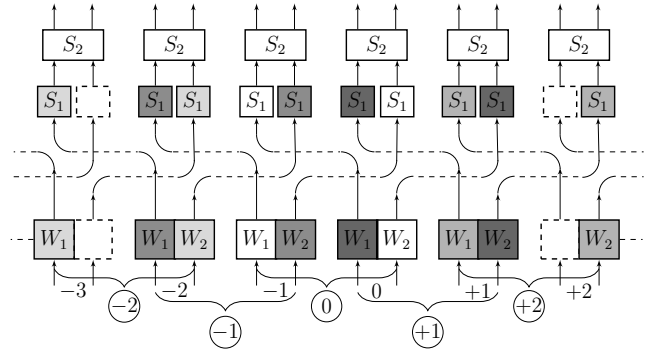 S₂ S₂ S₂ S₂ S₂ S₂
S₁ S₁ S₁ S₁ S₁ S₁ S₁ S₁ S₁ S₁
W₁ W₁ W₂ W₁ W₂ W₁ W₂ W₁ W₂ W₂
−3 −2 −1 0 +1 +2
−2 0 +2
−1 +1